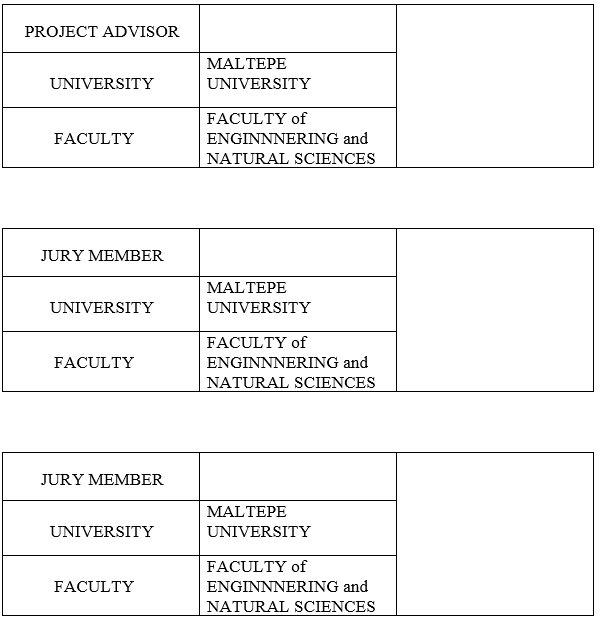 PROJECT ADVISOR
UNIVERSITY
MALTEPE
UNIVERSITY
FACULTY
FACULTY of
ENGINNNERING and
NATURAL SCIENCES
JURY MEMBER
UNIVERSITY
MALTEPE
UNIVERSITY
FACULTY
FACULTY of
ENGINNNERING and
NATURAL SCIENCES
JURY MEMBER
UNIVERSITY
MALTEPE
UNIVERSITY
FACULTY
FACULTY of
ENGINNNERING and
NATURAL SCIENCES